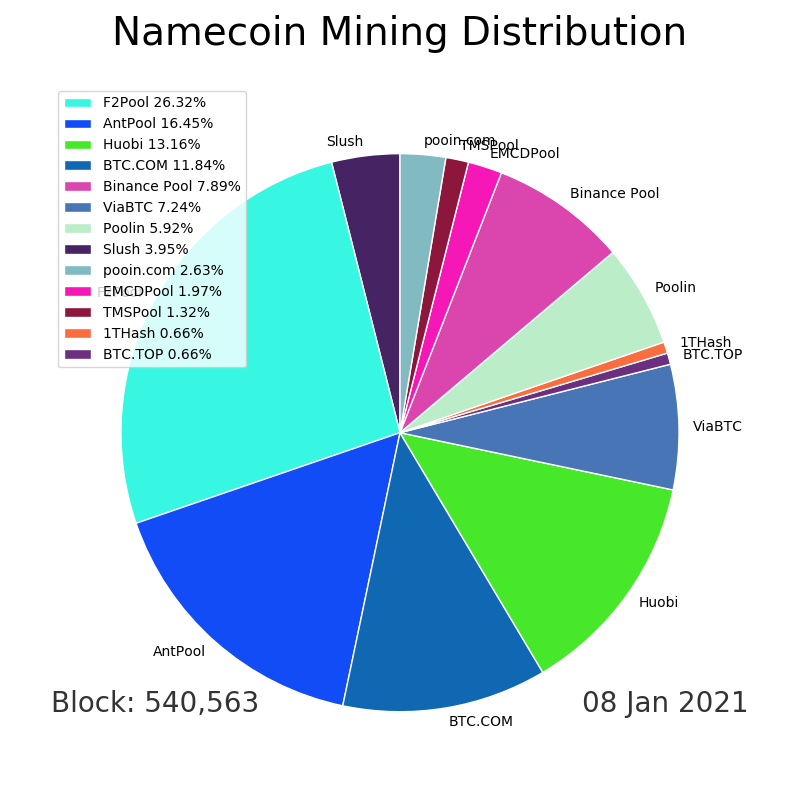 Namecoin Mining Distribution
F2Pool 26.32%
AntPool 16.45%
Huobi 13.16%
BTC.COM 11.84%
Binance Pool 7.89%
ViaBTC 7.24%
Poolin 5.92%
Slush 3.95%
pooin.com 2.63%
EMCDPool 1.97%
TMSPool 1.32%
1THash 0.66%
BTC.TOP 0.66%
Slush
pooin.com
TMSPool
EMCDPool
Binance Pool
Poolin
1THash
BTC.TOP
ViaBTC
Huobi
BTC.COM
AntPool
Block: 540,563
08 Jan 2021